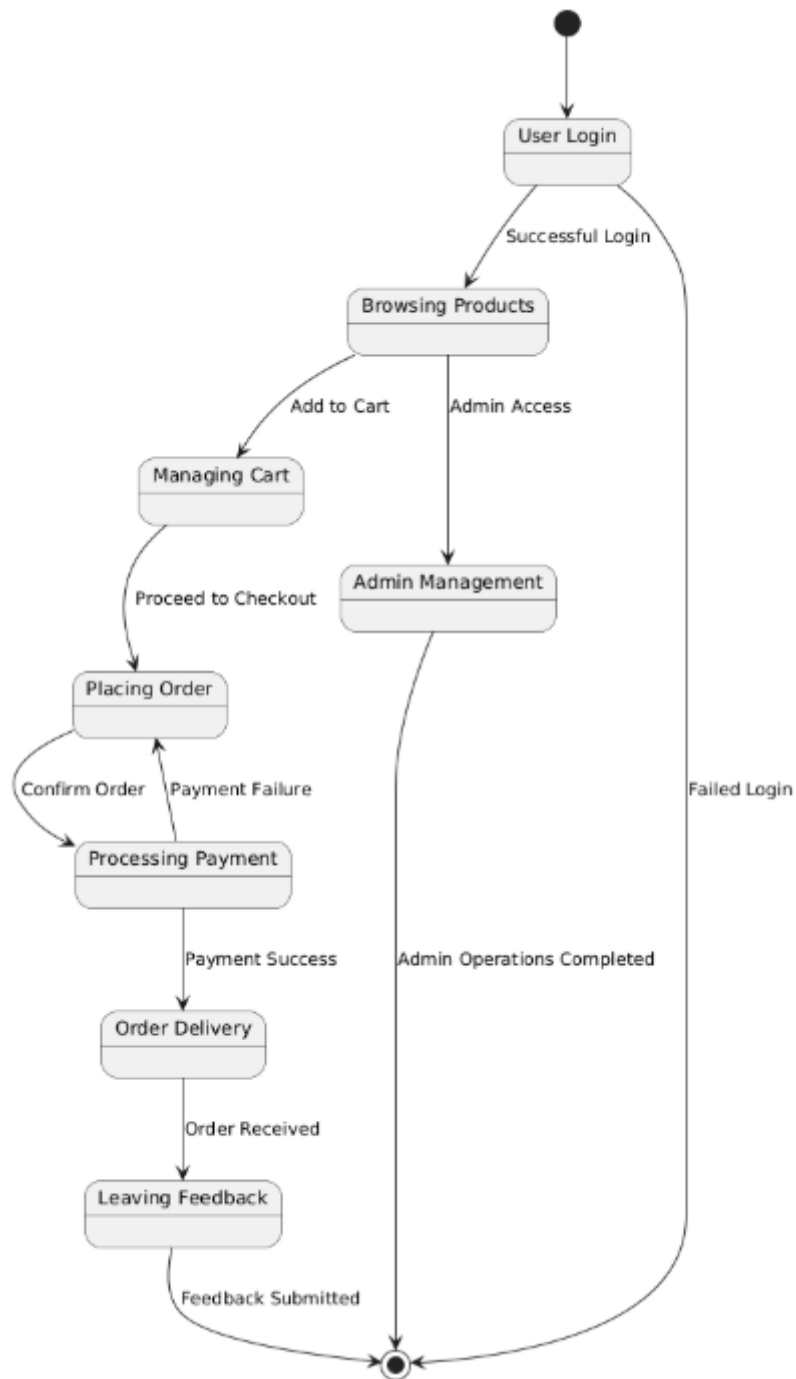 User Login
Successful Login
Browsing Products
Add to Cart
Admin Access
Managing Cart
Admin Management
Proceed to Checkout
Placing Order
Confirm Order
Payment Failure
Failed Login
Processing Payment
Payment Success
Admin Operations Completed
Order Delivery
Order Received
Leaving Feedback
Feedback Submitted